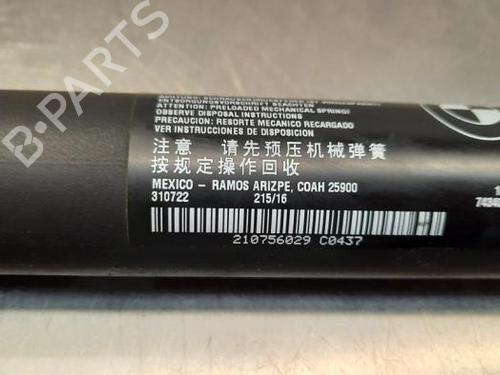 ENTSORGUNGSVORSCHRIFT BEACHTEN
ATTENTION: PRELOADED MECHANICAL SPRING!
OBSERVE DISPOSAL INSTRUCTIONS
PRECAUCION: RESORTE MECANICO RECARGADO
VER INSTRUCCIONES DE DISPOSICION
注意 请先预压机械弹簧
按规定操作回收
MEXICO - RAMOS ARIZPE, COAH 25900
310722 215/16
210756029 C0437
B-PARTS